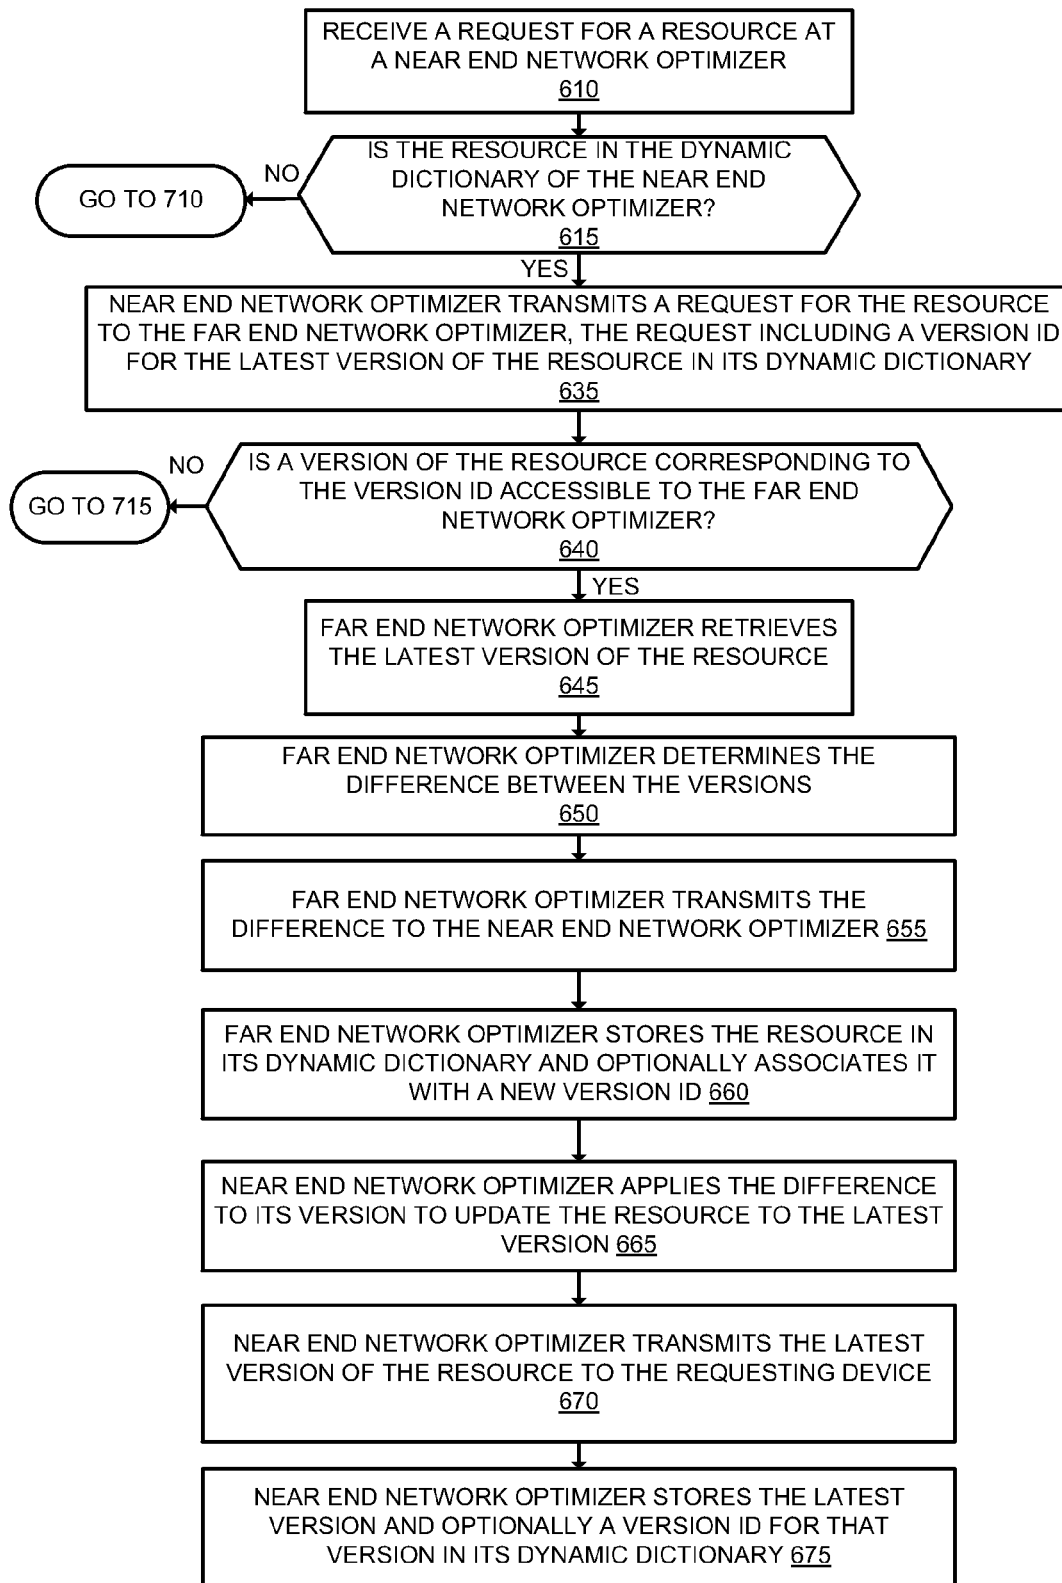 RECEIVE A REQUEST FOR A RESOURCE AT
A NEAR END NETWORK OPTIMIZER
610
IS THE RESOURCE IN THE DYNAMIC
DICTIONARY OF THE NEAR END
NETWORK OPTIMIZER?
615
NO
GO TO 710
YES
NEAR END NETWORK OPTIMIZER TRANSMITS A REQUEST FOR THE RESOURCE
TO THE FAR END NETWORK OPTIMIZER, THE REQUEST INCLUDING A VERSION ID
FOR THE LATEST VERSION OF THE RESOURCE IN ITS DYNAMIC DICTIONARY
635
IS A VERSION OF THE RESOURCE CORRESPONDING TO
THE VERSION ID ACCESSIBLE TO THE FAR END
NETWORK OPTIMIZER?
640
NO
GO TO 715
YES
FAR END NETWORK OPTIMIZER RETRIEVES
THE LATEST VERSION OF THE RESOURCE
645
FAR END NETWORK OPTIMIZER DETERMINES THE
DIFFERENCE BETWEEN THE VERSIONS
650
FAR END NETWORK OPTIMIZER TRANSMITS THE
DIFFERENCE TO THE NEAR END NETWORK OPTIMIZER 655
FAR END NETWORK OPTIMIZER STORES THE RESOURCE IN
ITS DYNAMIC DICTIONARY AND OPTIONALLY ASSOCIATES IT
WITH A NEW VERSION ID 660
NEAR END NETWORK OPTIMIZER APPLIES THE DIFFERENCE
TO ITS VERSION TO UPDATE THE RESOURCE TO THE LATEST
VERSION 665
NEAR END NETWORK OPTIMIZER TRANSMITS THE LATEST
VERSION OF THE RESOURCE TO THE REQUESTING DEVICE
670
NEAR END NETWORK OPTIMIZER STORES THE LATEST
VERSION AND OPTIONALLY A VERSION ID FOR THAT
VERSION IN ITS DYNAMIC DICTIONARY 675